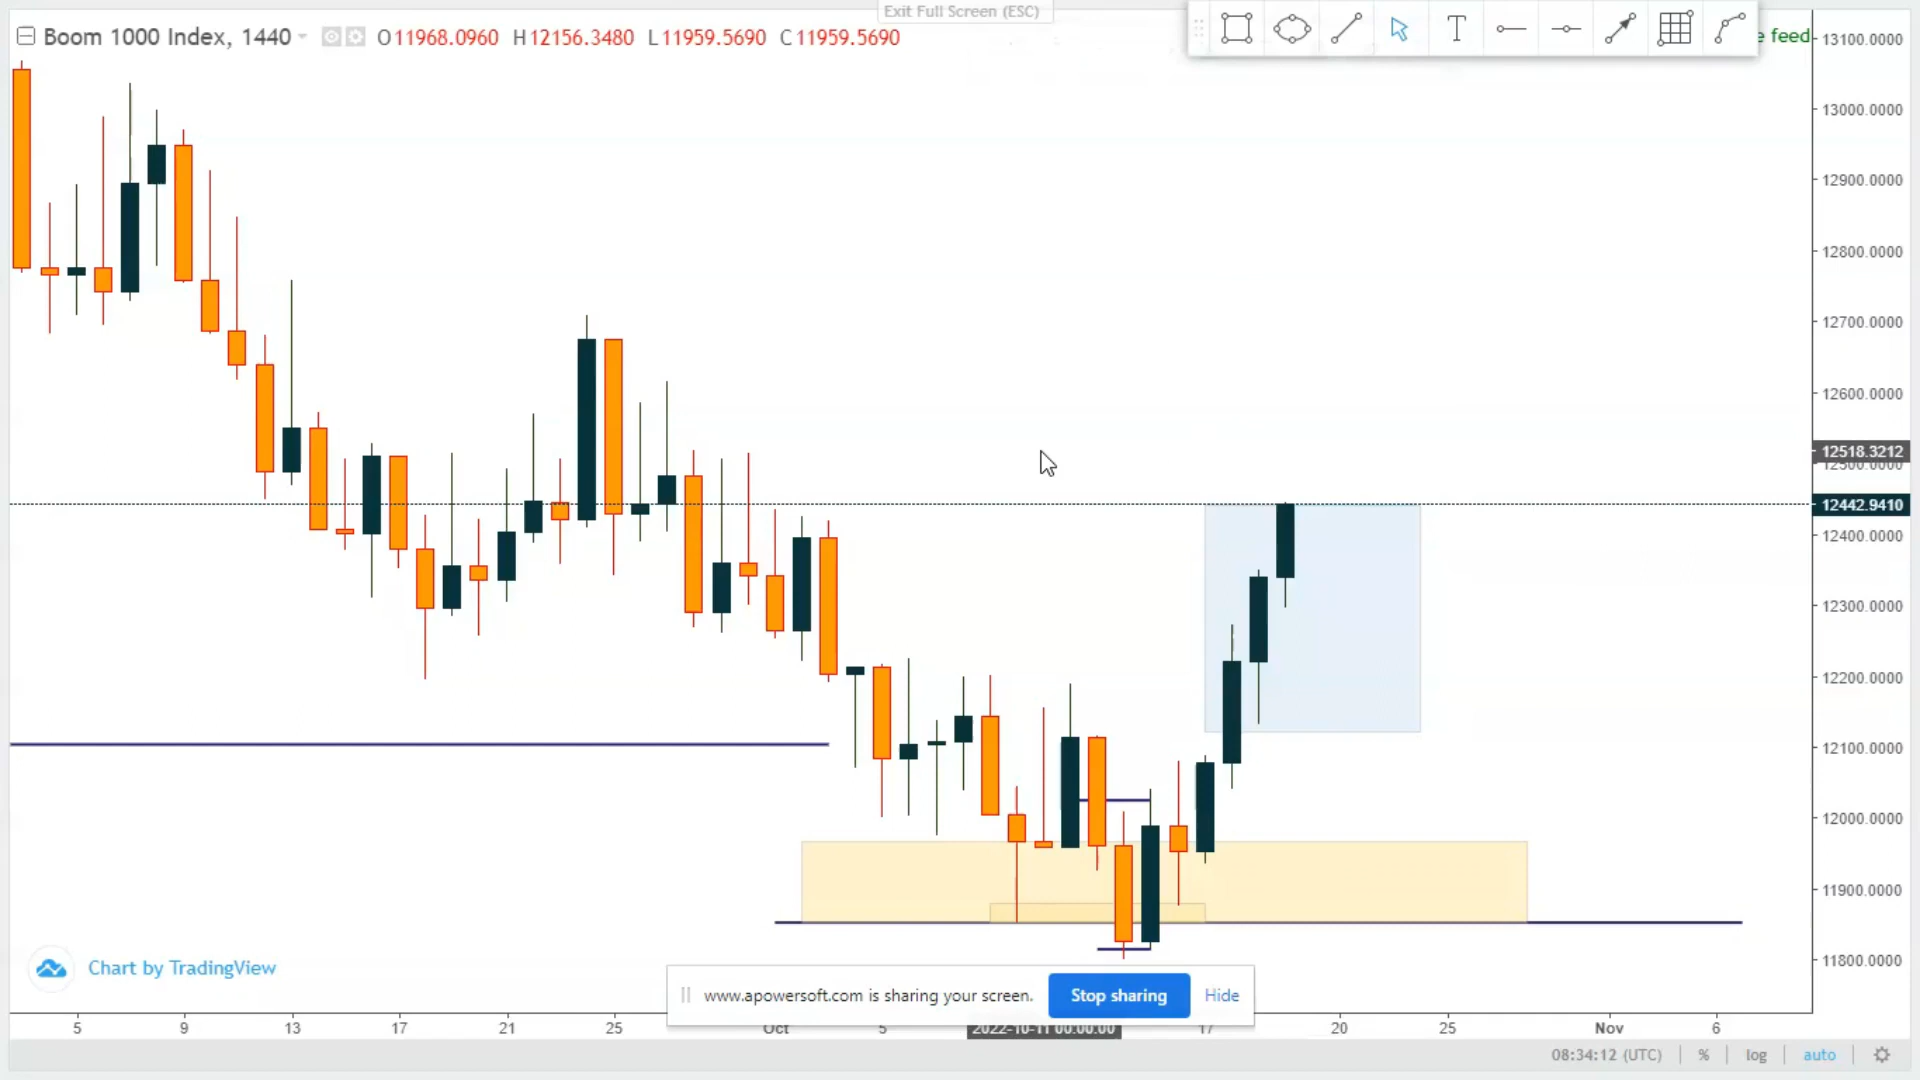 Exit Full Screen (ESC)
Boom 1000 Index, 1440 O11968.0960 H12156.3480 L11959.5690 C11959.5690
T
e feed
13100.0000
13000.0000
12900.0000
12800.0000
12700.0000
12600.0000
12518.3212
12500.0000
12442.9410
12400.0000
12300.0000
12200.0000
12100.0000
12000.0000
11900.0000
11800.0000
Chart by TradingView
www.apowersoft.com is sharing your screen. Stop sharing Hide
5 9 13 17 21 25 Oct 5 2022-10-11 00:00:00 17 20 25 Nov 6
08:34:12 (UTC) % log auto